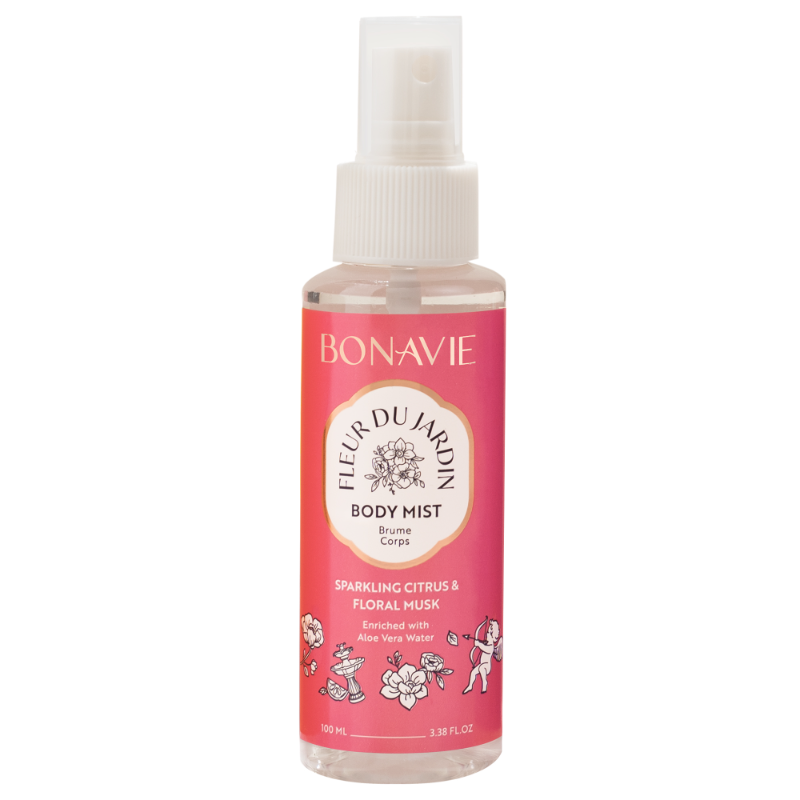 BONAVIE
FLEUR DU JARDIN
BODY MIST
Brume
Corps
SPARKLING CITRUS &
FLORAL MUSK
Enriched with
Aloe Vera Water
100 ML
3.38 FL.OZ